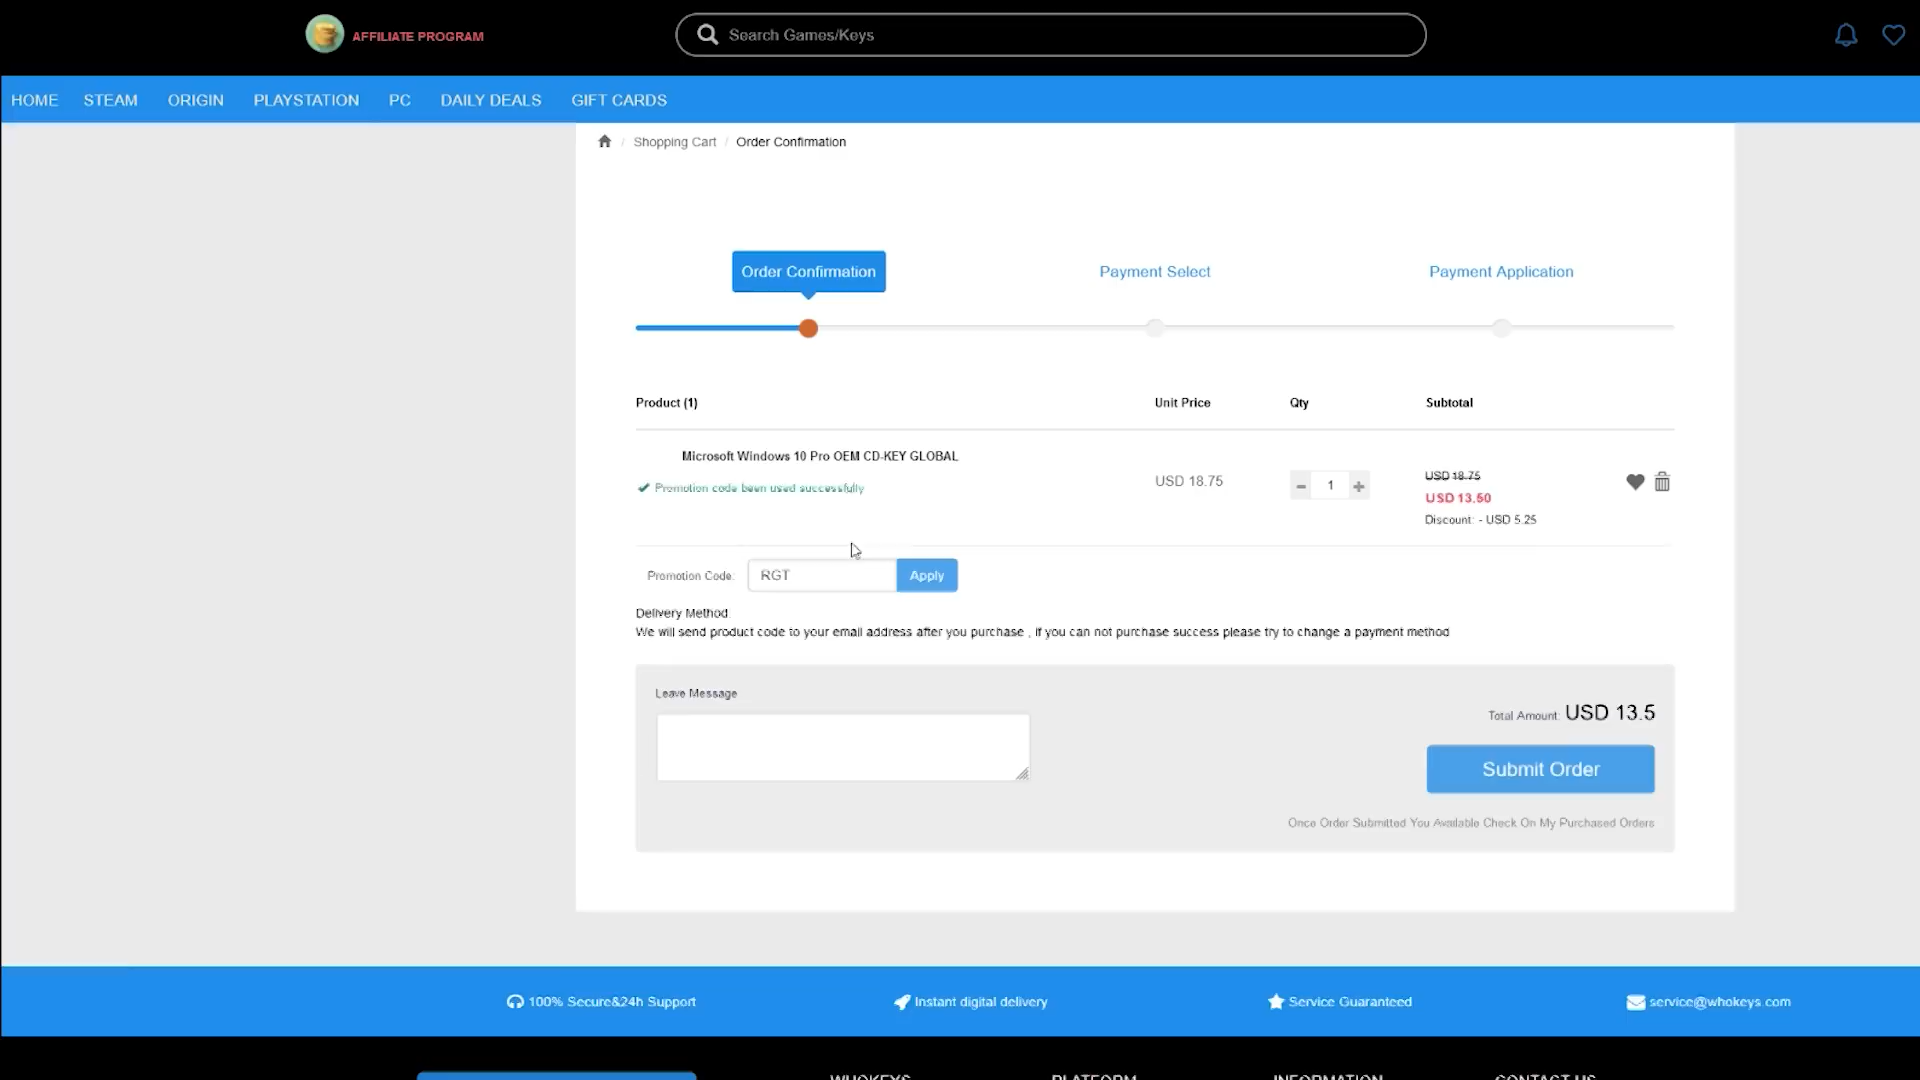 AFFILIATE PROGRAM
Search Games/Keys
HOME STEAM ORIGIN PLAYSTATION PC DAILY DEALS GIFT CARDS
/ Shopping Cart / Order Confirmation
Order Confirmation Payment Select Payment Application
Product (1) Unit Price Qty Subtotal
Microsoft Windows 10 Pro OEM CD-KEY GLOBAL
Promotion code been used successfully
USD 18.75
− 1 +
USD 18.75
USD 13.50
Discount: - USD 5.25
Promotion Code: RGT Apply
Delivery Method:
We will send product code to your email address after you purchase , if you can not purchase success please try to change a payment method
Leave Message
Total Amount: USD 13.5
Submit Order
Once Order Submitted You Available Check On My Purchased Orders
100% Secure&24h Support Instant digital delivery Service Guaranteed service@whokeys.com
WHOKEYS PLATFORM INFORMATION CONTACT US